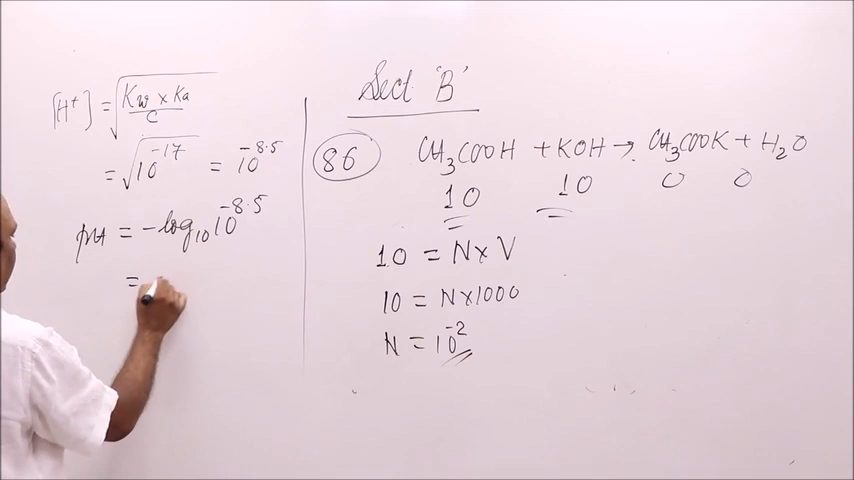 Sect 'B'
[H⁺] = √(Kw x Ka / C)
= √10⁻¹⁷ = 10⁻⁸·⁵
pH = -log₁₀10⁻⁸·⁵
=
86
CH₃COOH + KOH → CH₃COOK + H₂O
10 10 0 0
10 = N x V
10 = N x 1000
N = 10⁻²